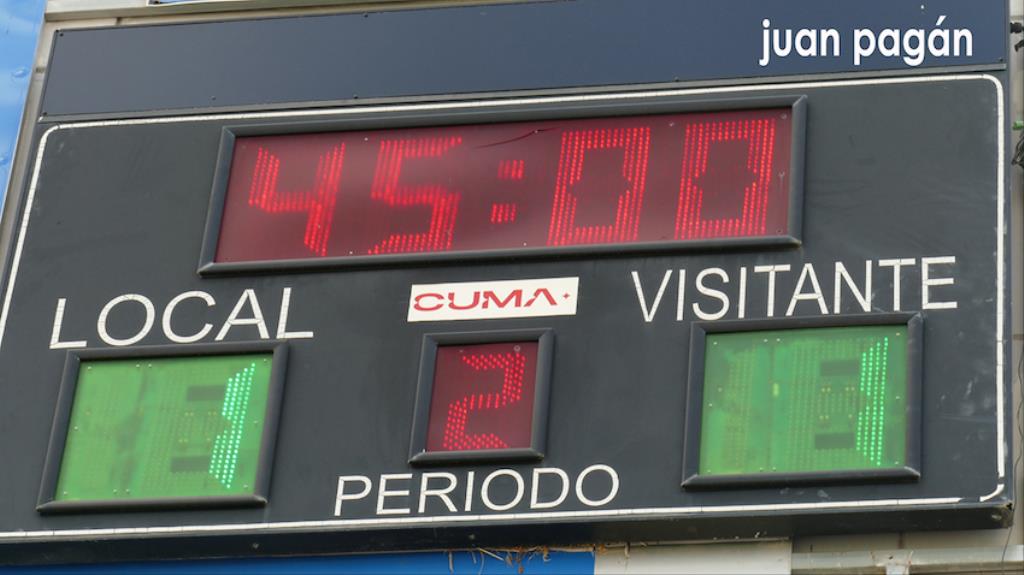 juan pagán
45:00
LOCAL
CUMA
VISITANTE
1
2
1
PERIODO